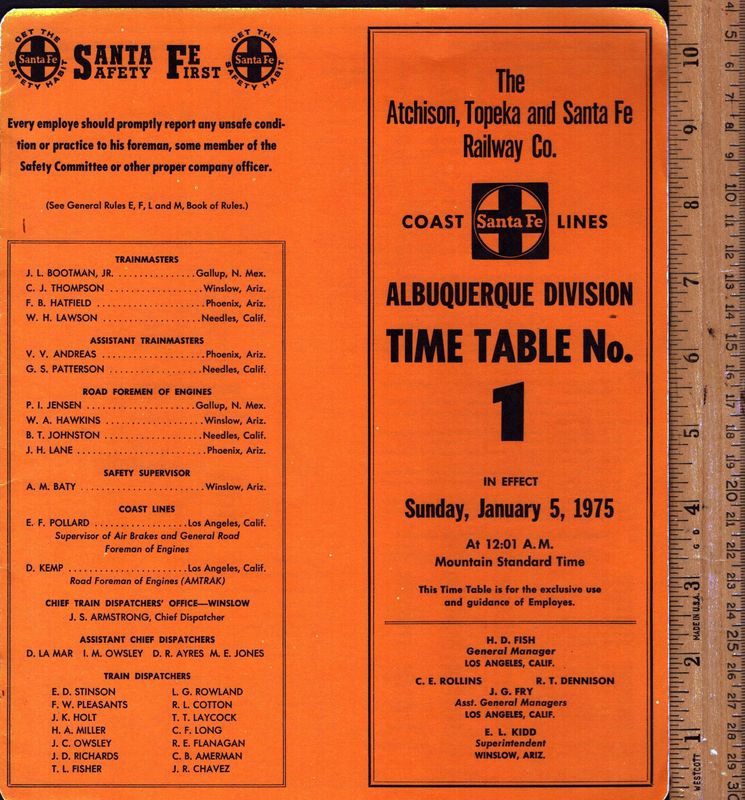 GET THE
Santa Fe
SAFETY HABIT
SANTA FE
SAFETY FIRST
GET THE
Santa Fe
SAFETY HABIT
Every employe should promptly report any unsafe condi-
tion or practice to his foreman, some member of the
Safety Committee or other proper company officer.
(See General Rules E, F, L and M, Book of Rules.)
TRAINMASTERS
J. L. BOOTMAN, JR. ................Gallup, N. Mex.
C. J. THOMPSON ...................Winslow, Ariz.
F. B. HATFIELD ....................Phoenix, Ariz.
W. H. LAWSON ....................Needles, Calif.
ASSISTANT TRAINMASTERS
V. V. ANDREAS ...................Phoenix, Ariz.
G. S. PATTERSON ..................Needles, Calif.
ROAD FOREMEN OF ENGINES
P. I. JENSEN ......................Gallup, N. Mex.
W. A. HAWKINS ...................Winslow, Ariz.
B. T. JOHNSTON ...................Needles, Calif.
J. H. LANE ........................Phoenix, Ariz.
SAFETY SUPERVISOR
A. M. BATY .......................Winslow, Ariz.
COAST LINES
E. F. POLLARD ..................Los Angeles, Calif.
Supervisor of Air Brakes and General Road
Foreman of Engines
D. KEMP ......................Los Angeles, Calif.
Road Foreman of Engines (AMTRAK)
CHIEF TRAIN DISPATCHERS' OFFICE—WINSLOW
J. S. ARMSTRONG, Chief Dispatcher
ASSISTANT CHIEF DISPATCHERS
D. LA MAR I. M. OWSLEY D. R. AYRES M. E. JONES
TRAIN DISPATCHERS
E. D. STINSON L. G. ROWLAND
F. W. PLEASANTS R. L. COTTON
J. K. HOLT T. T. LAYCOCK
H. A. MILLER C. F. LONG
J. C. OWSLEY R. E. FLANAGAN
J. D. RICHARDS C. B. AMERMAN
T. L. FISHER J. R. CHAVEZ
The
Atchison, Topeka and Santa Fe
Railway Co.
COAST Santa Fe LINES
ALBUQUERQUE DIVISION
TIME TABLE No.
1
IN EFFECT
Sunday, January 5, 1975
At 12:01 A. M.
Mountain Standard Time
This Time Table is for the exclusive use
and guidance of Employes.
H. D. FISH
General Manager
LOS ANGELES, CALIF.
C. E. ROLLINS R. T. DENNISON
J. G. FRY
Asst. General Managers
LOS ANGELES, CALIF.
E. L. KIDD
Superintendent
WINSLOW, ARIZ.
10
9
8
7
6
5
4
3
2
1
MADE IN U.S.A.
WESTCOTT